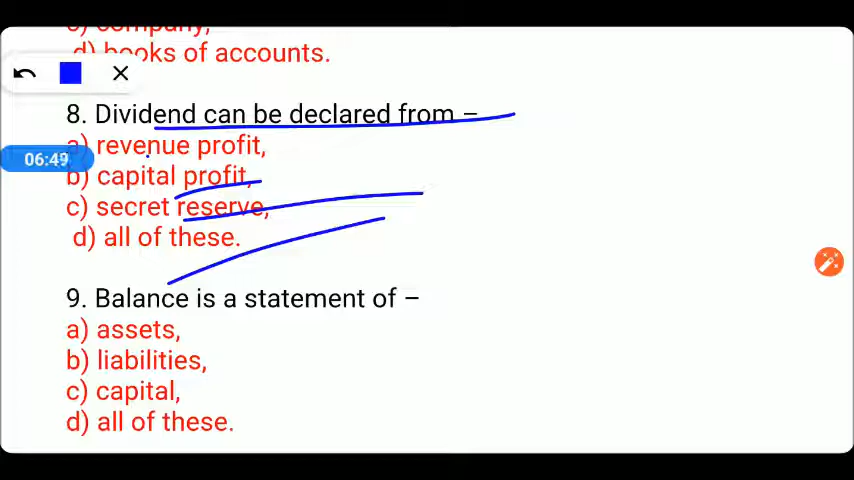 c) company,
d) books of accounts.
8. Dividend can be declared from –
a) revenue profit,
06:49
b) capital profit,
c) secret reserve,
d) all of these.
9. Balance is a statement of –
a) assets,
b) liabilities,
c) capital,
d) all of these.